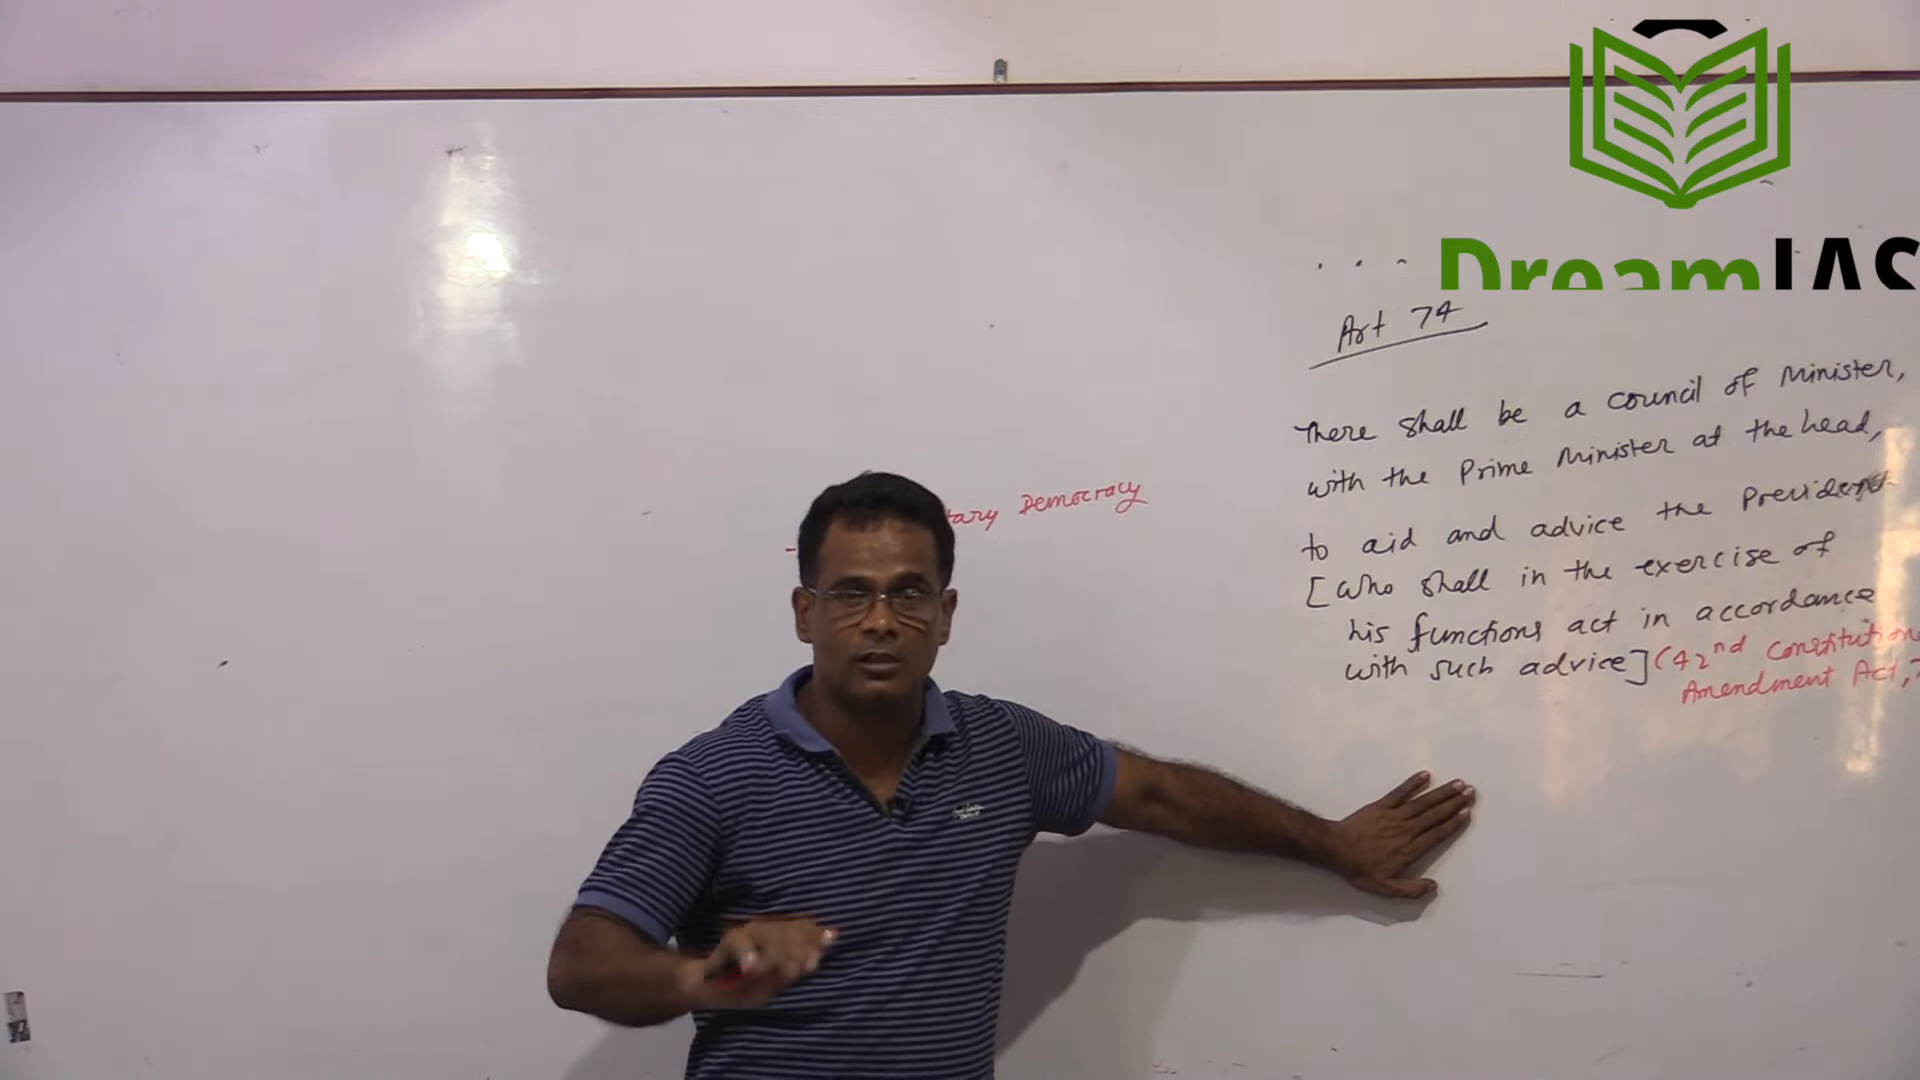 DreamIAS
Art 74
There shall be a council of Minister,
with the Prime Minister at the head,
to aid and advice the President
[who shall in the exercise of
his functions act in accordance
with such advice] (42nd Constitution
Amendment Act,
tary Democracy